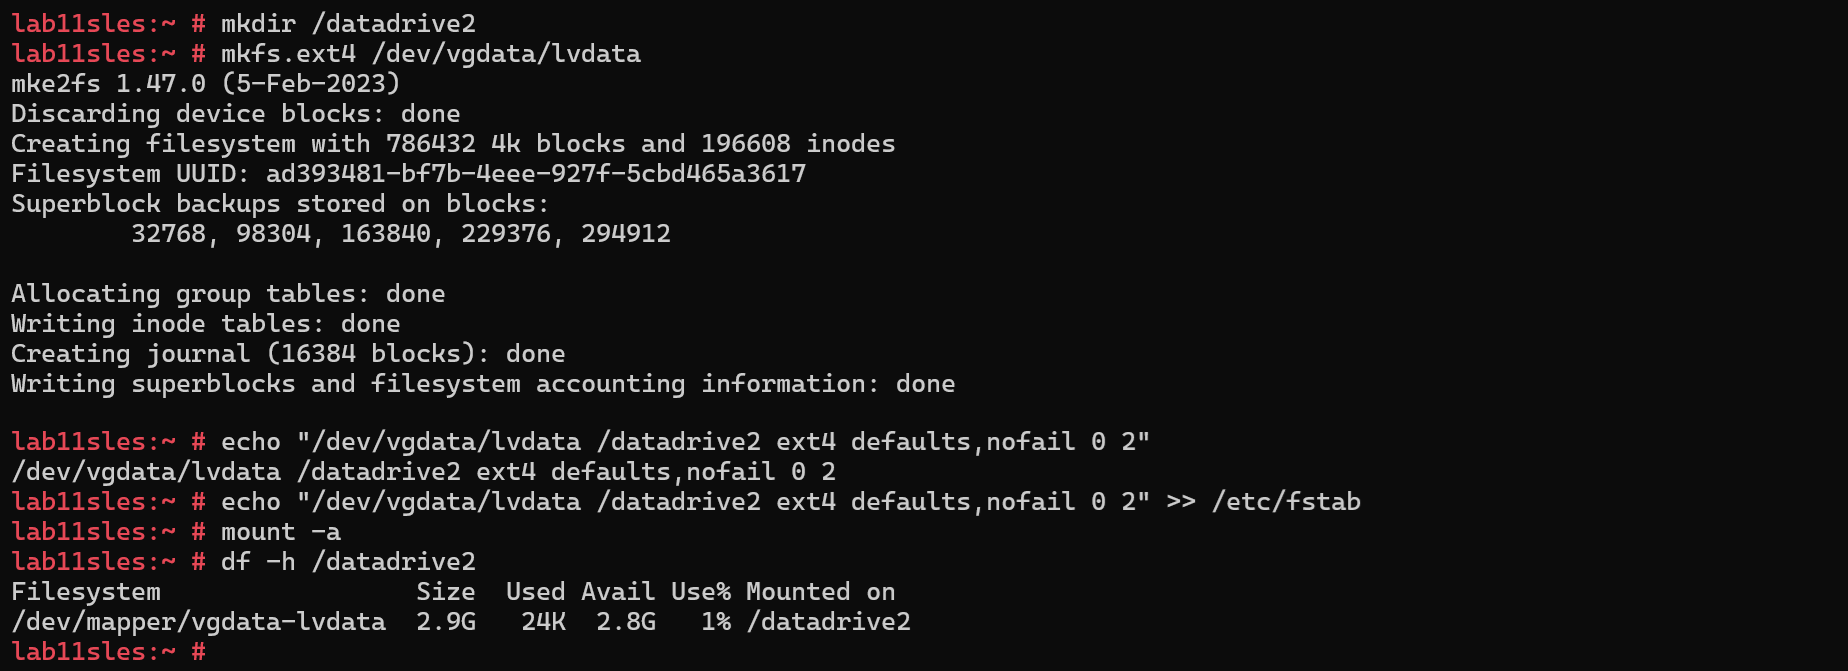 lab11sles:~ # mkdir /datadrive2
lab11sles:~ # mkfs.ext4 /dev/vgdata/lvdata
mke2fs 1.47.0 (5-Feb-2023)
Discarding device blocks: done
Creating filesystem with 786432 4k blocks and 196608 inodes
Filesystem UUID: ad393481-bf7b-4eee-927f-5cbd465a3617
Superblock backups stored on blocks:
        32768, 98304, 163840, 229376, 294912

Allocating group tables: done
Writing inode tables: done
Creating journal (16384 blocks): done
Writing superblocks and filesystem accounting information: done

lab11sles:~ # echo "/dev/vgdata/lvdata /datadrive2 ext4 defaults,nofail 0 2"
/dev/vgdata/lvdata /datadrive2 ext4 defaults,nofail 0 2
lab11sles:~ # echo "/dev/vgdata/lvdata /datadrive2 ext4 defaults,nofail 0 2" >> /etc/fstab
lab11sles:~ # mount -a
lab11sles:~ # df -h /datadrive2
Filesystem                 Size  Used Avail Use% Mounted on
/dev/mapper/vgdata-lvdata  2.9G   24K  2.8G   1% /datadrive2
lab11sles:~ #